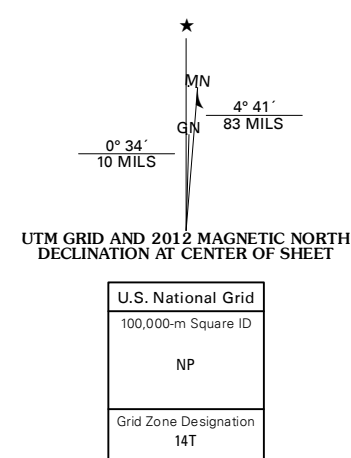 MN
GN
4° 41´
83 MILS
0° 34´
10 MILS
UTM GRID AND 2012 MAGNETIC NORTH
DECLINATION AT CENTER OF SHEET
U.S. National Grid
100,000-m Square ID
NP
Grid Zone Designation
14T